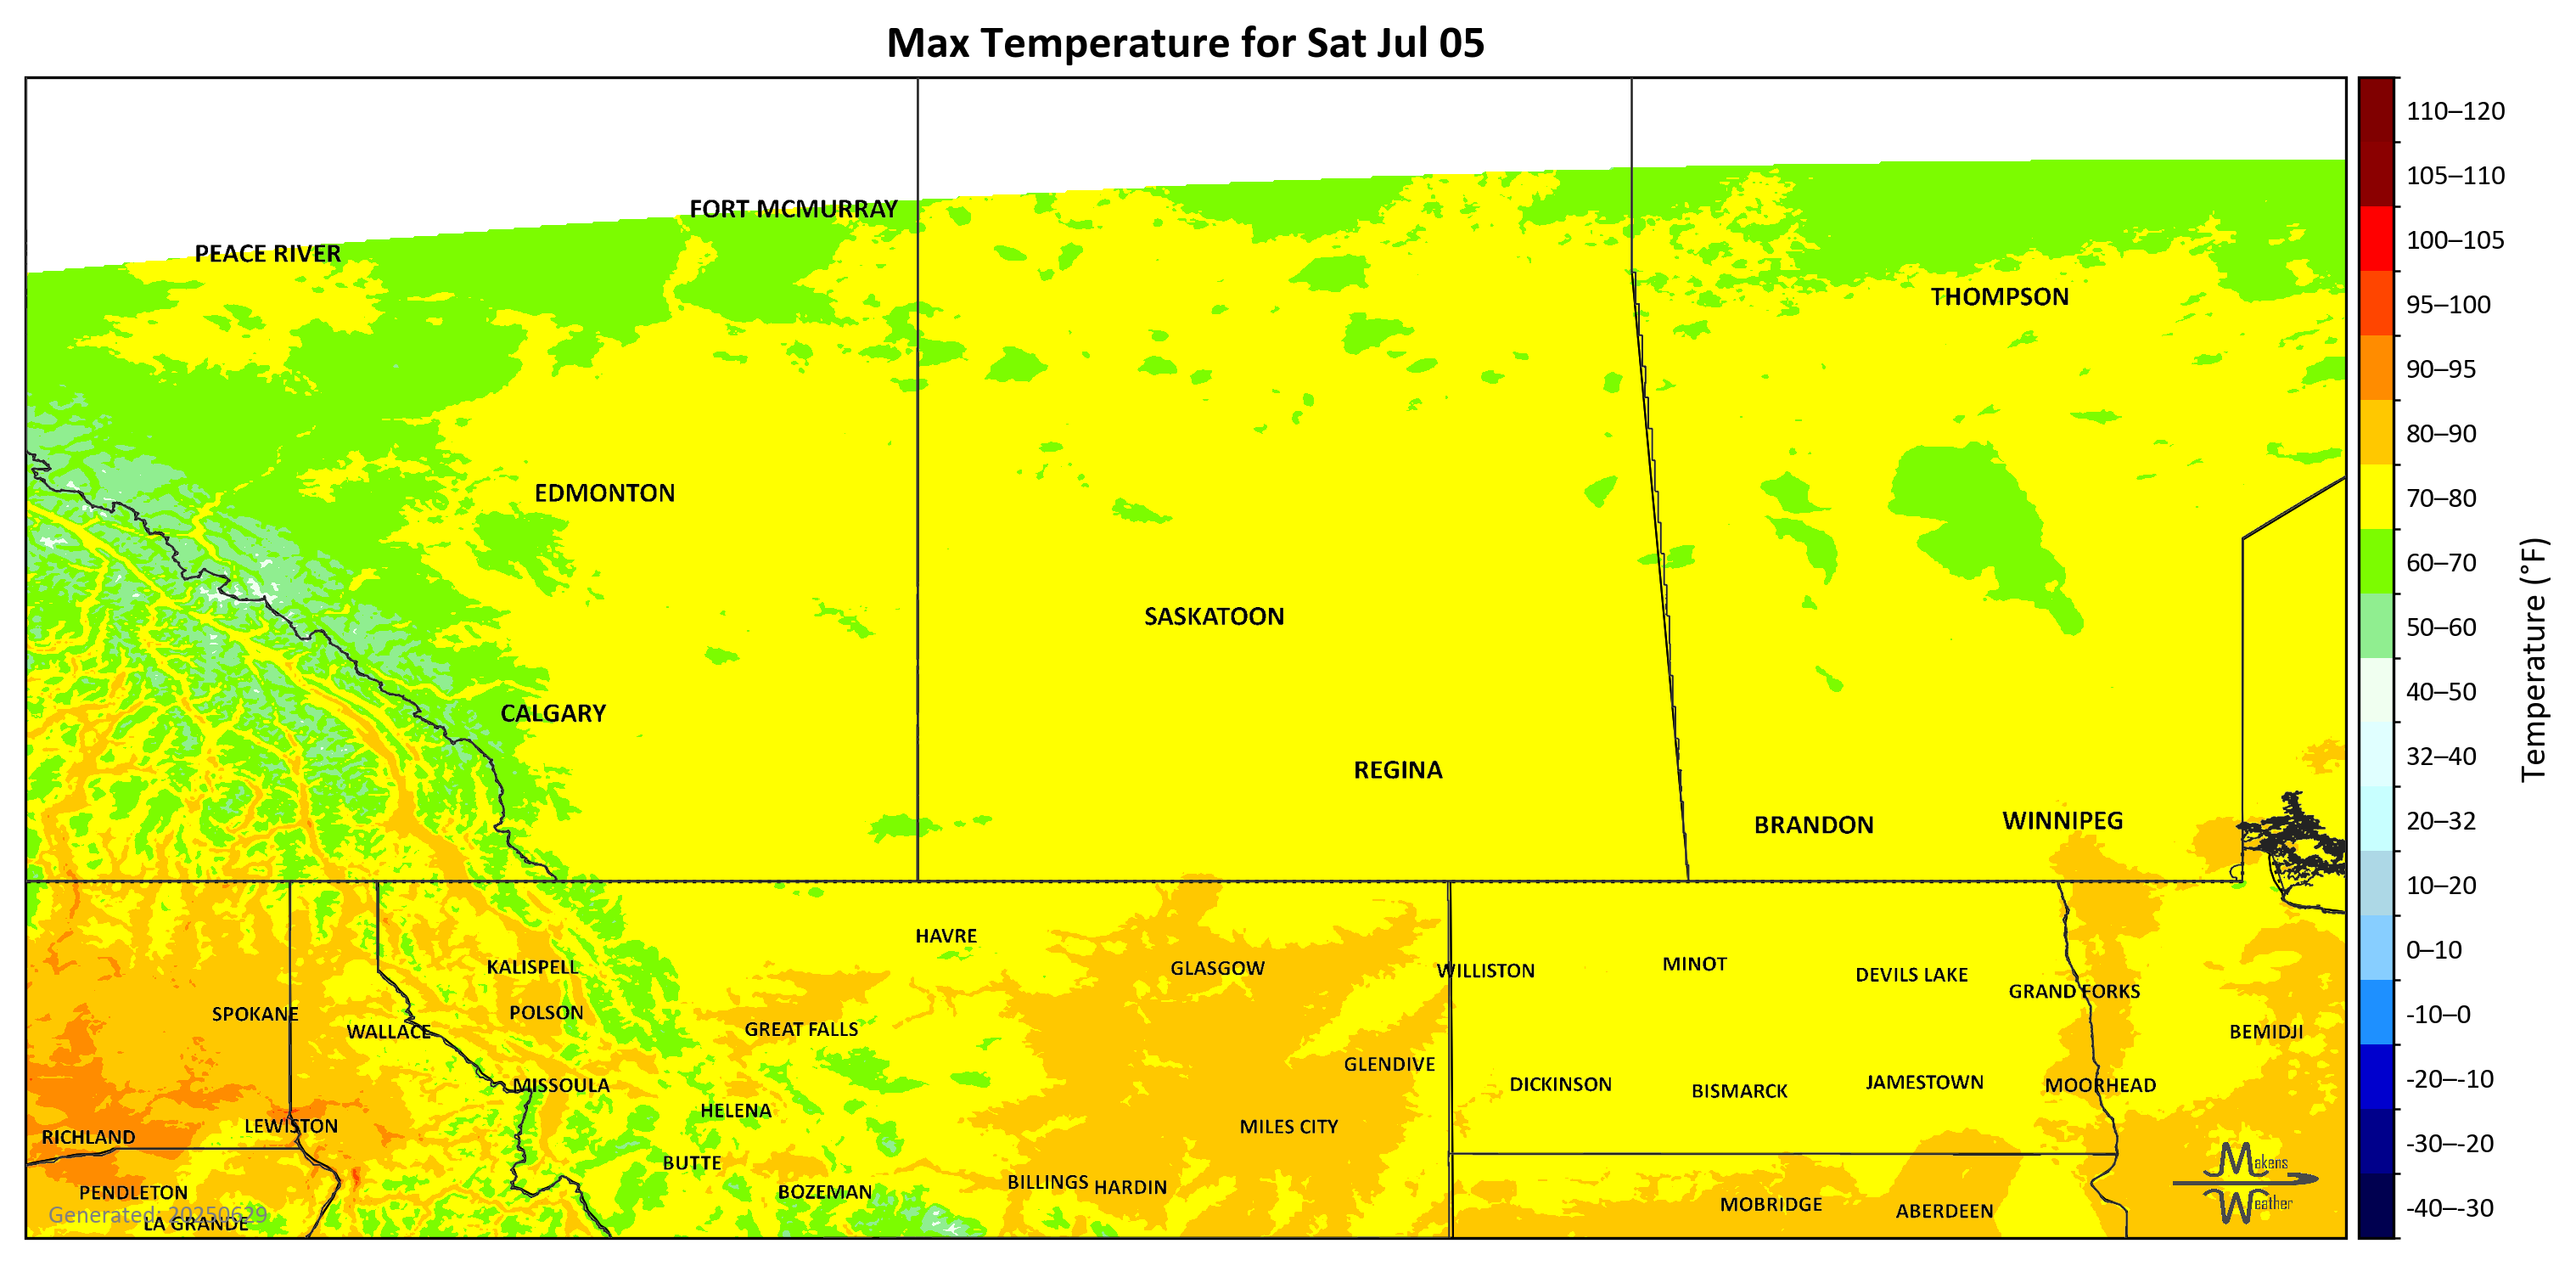 Max Temperature for Sat Jul 05
FORT MCMURRAY
PEACE RIVER
THOMPSON
EDMONTON
SASKATOON
CALGARY
REGINA
BRANDON
WINNIPEG
HAVRE
KALISPELL
GLASGOW
WILLISTON
MINOT
DEVILS LAKE
GRAND FORKS
SPOKANE
POLSON
WALLACE
GREAT FALLS
BEMIDJI
GLENDIVE
MISSOULA
DICKINSON
BISMARCK
JAMESTOWN
MOORHEAD
HELENA
LEWISTON
MILES CITY
RICHLAND
BUTTE
BOZEMAN
BILLINGS
HARDIN
PENDLETON
MOBRIDGE
ABERDEEN
LA GRANDE
Generated: 20250629
Makens
Weather
110–120
105–110
100–105
95–100
90–95
80–90
70–80
60–70
50–60
40–50
32–40
20–32
10–20
0–10
-10–0
-20–-10
-30–-20
-40–-30
Temperature (°F)